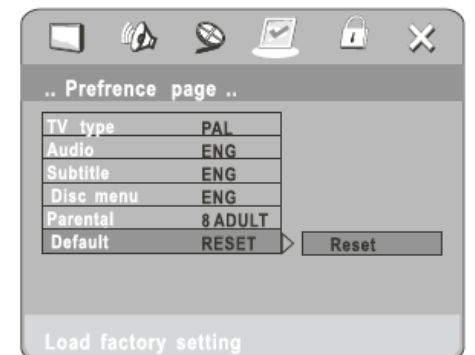 .. Prefrence page ..
TV type PAL
Audio ENG
Subtitle ENG
Disc menu ENG
Parental 8 ADULT
Default RESET Reset
Load factory setting